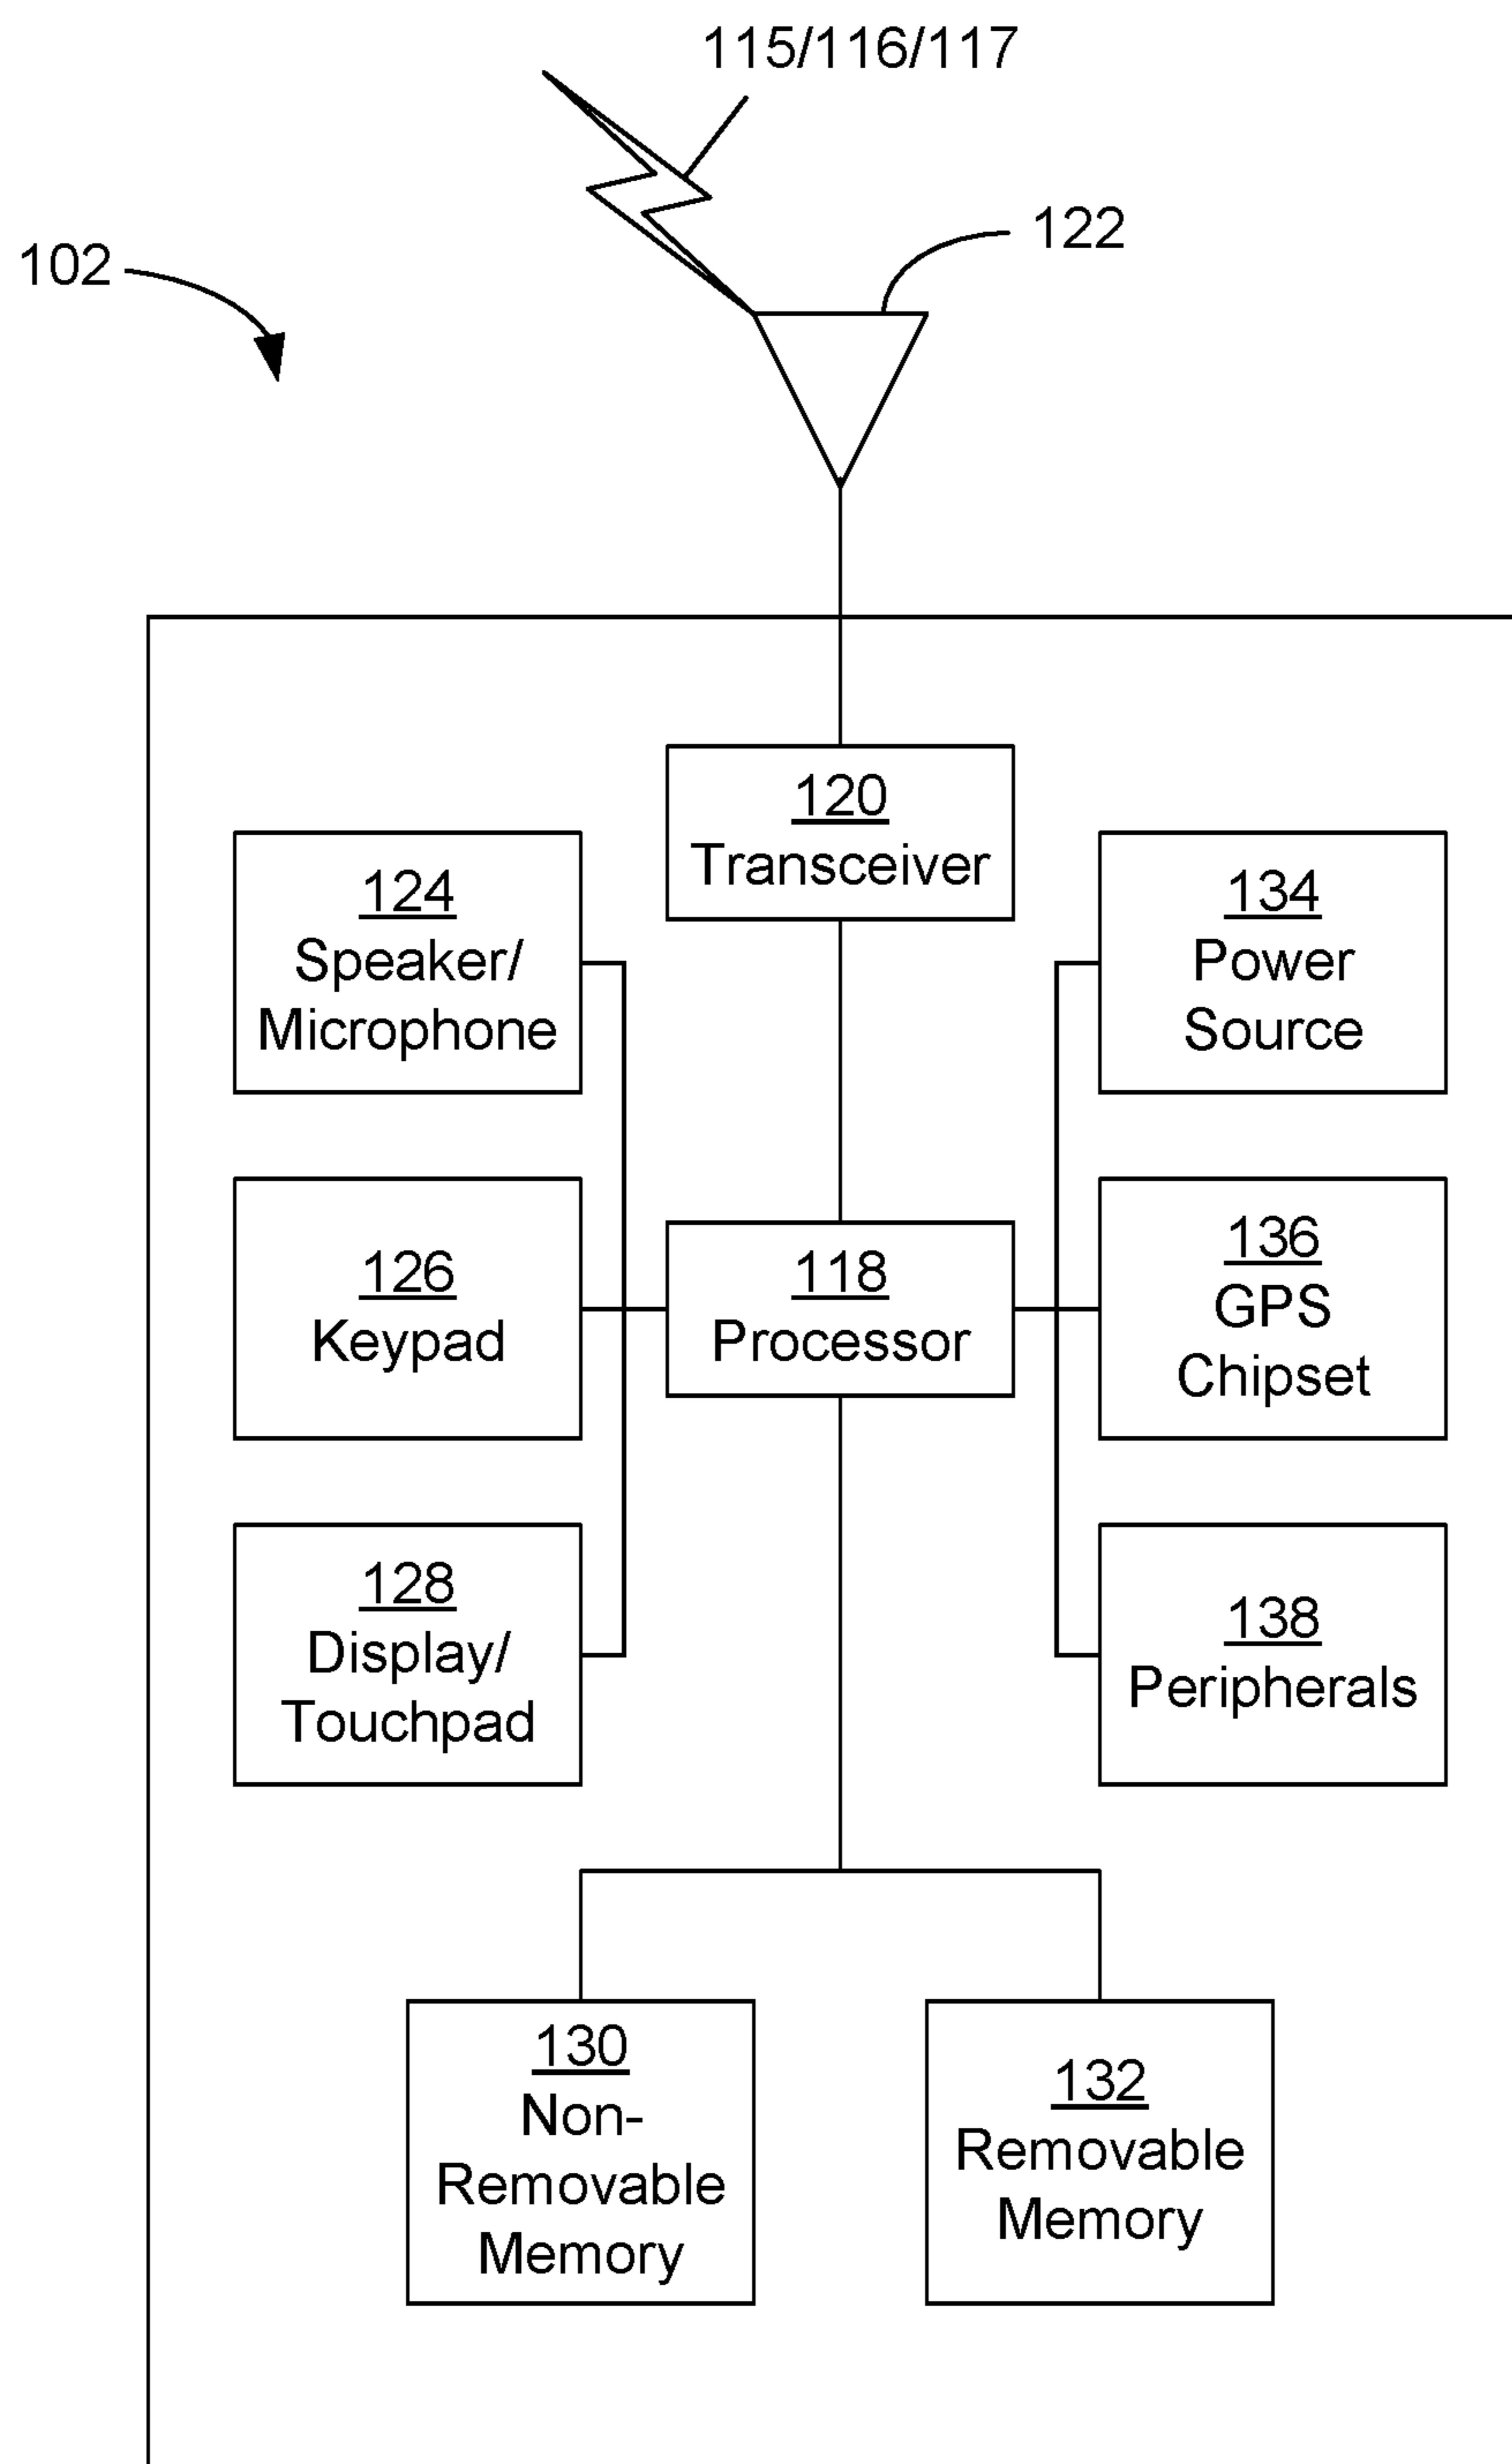 115/116/117
122
102
120
Transceiver
124
Speaker/
Microphone
134
Power
Source
126
Keypad
118
Processor
136
GPS
Chipset
128
Display/
Touchpad
138
Peripherals
130
Non-
Removable
Memory
132
Removable
Memory